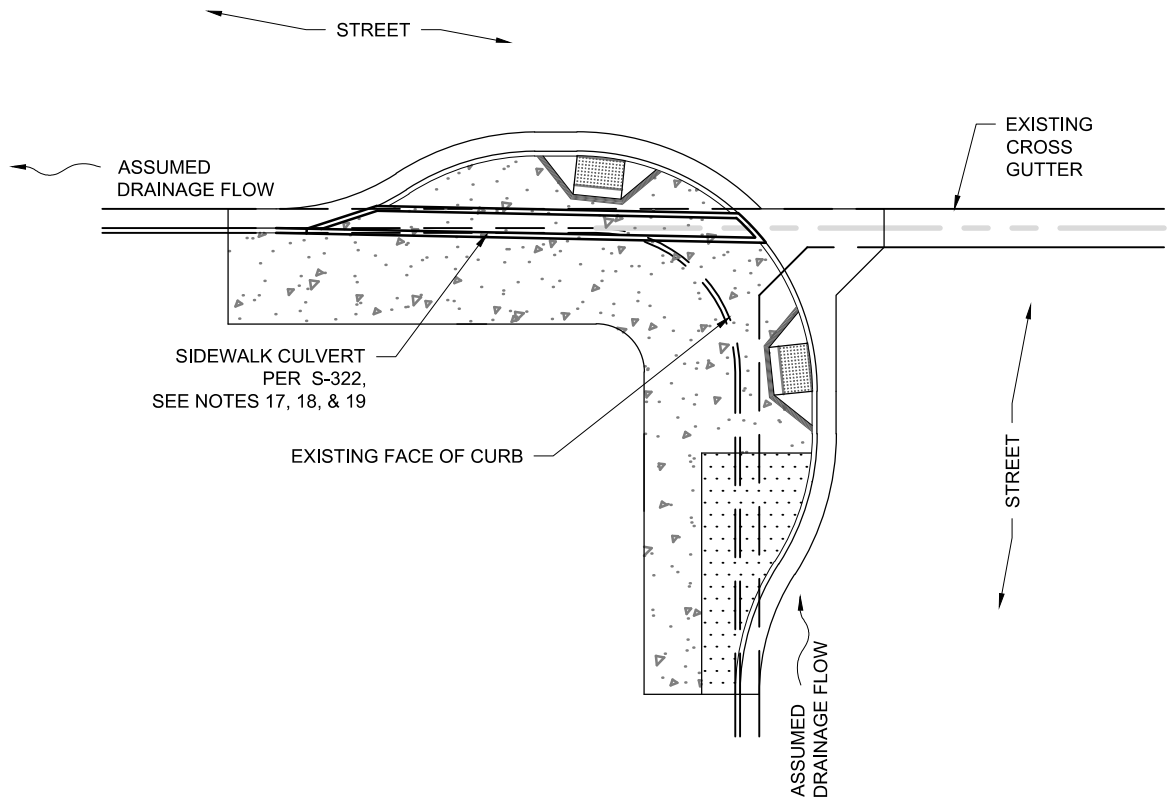 STREET
EXISTING
CROSS
GUTTER
ASSUMED
DRAINAGE FLOW
SIDEWALK CULVERT
PER S-322,
SEE NOTES 17, 18, & 19
EXISTING FACE OF CURB
STREET
ASSUMED
DRAINAGE FLOW